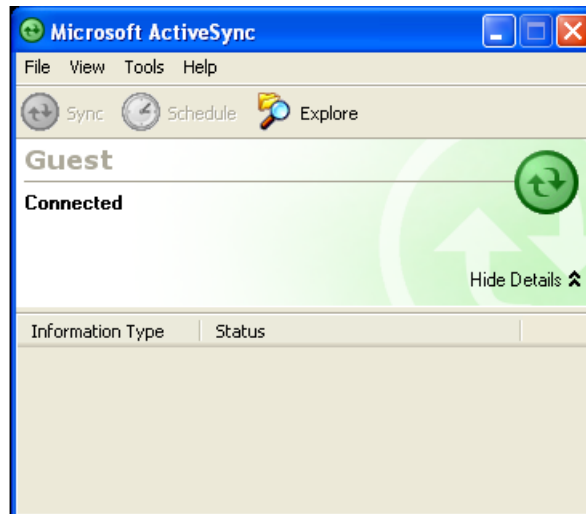 Microsoft ActiveSync
File View Tools Help
Sync Schedule Explore
Guest
Connected
Hide Details
Information Type Status